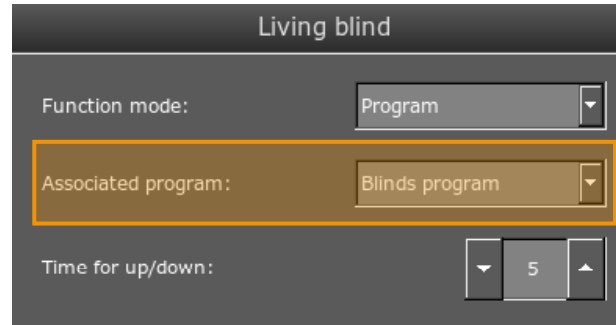 Living blind
Function mode: Program
Associated program: Blinds program
Time for up/down: 5